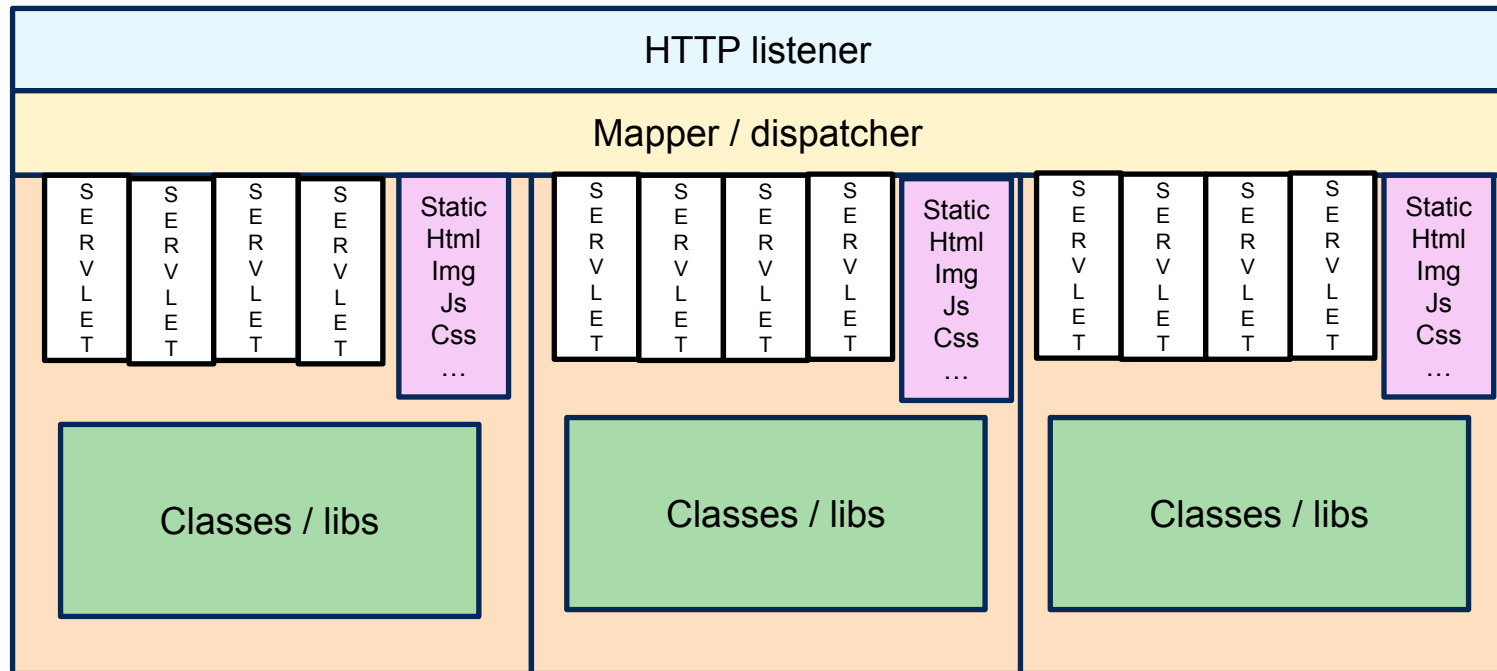 HTTP listener
Mapper / dispatcher
SERVLET
SERVLET
SERVLET
SERVLET
Static
Html
Img
Js
Css
…
SERVLET
SERVLET
SERVLET
SERVLET
Static
Html
Img
Js
Css
…
SERVLET
SERVLET
SERVLET
SERVLET
Static
Html
Img
Js
Css
…
Classes / libs
Classes / libs
Classes / libs